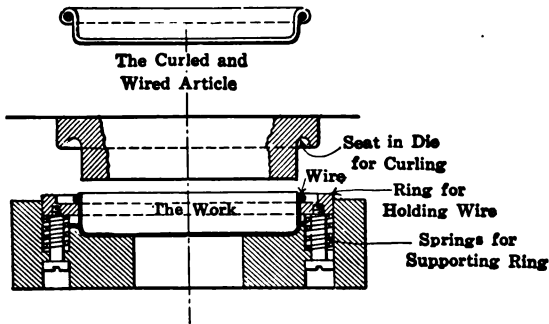 The Curled and
Wired Article
Seat in Die
for Curling
Wire
Ring for
Holding Wire
The Work
Springs for
Supporting Ring